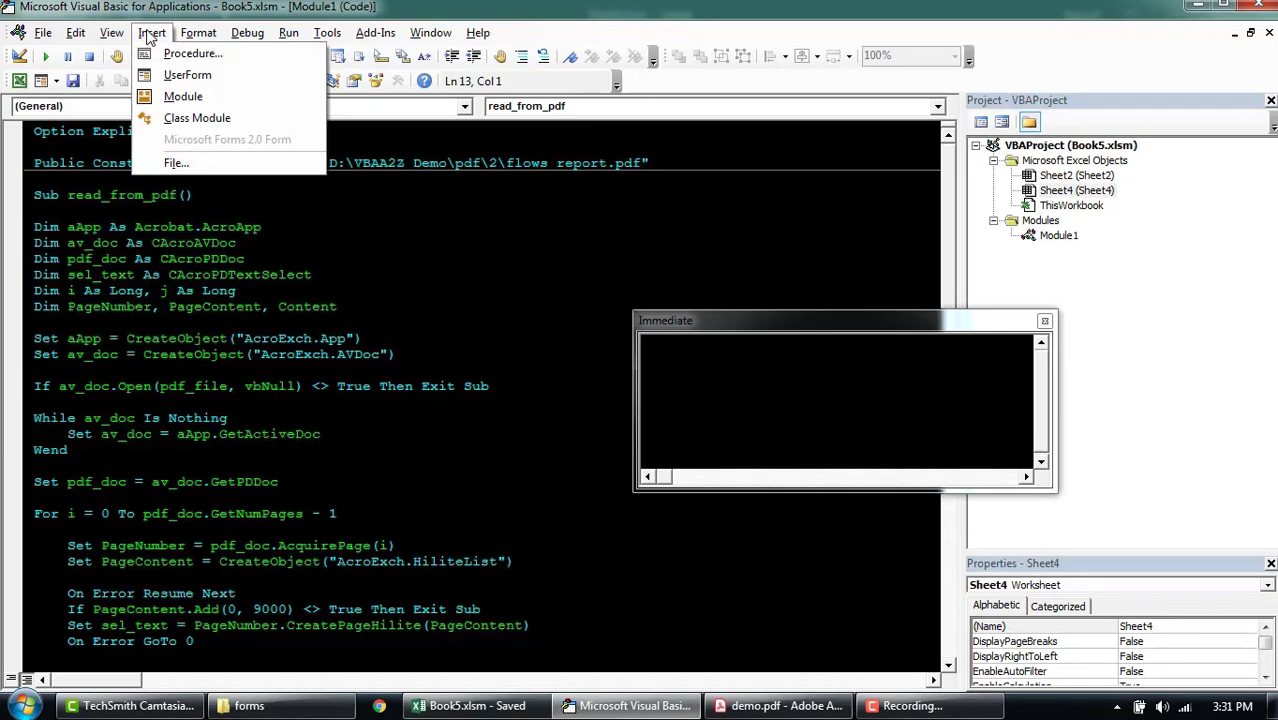 Microsoft Visual Basic for Applications - Book5.xlsm - [Module1 (Code)]
File Edit View Insert Format Debug Run Tools Add-Ins Window Help
100%
Ln 13, Col 1
Procedure...
UserForm
Module
Class Module
Microsoft Forms 2.0 Form
File...
(General)
read_from_pdf
Option Expli
Public Const D:\VBAA2Z Demo\pdf\2\flows report.pdf"
Sub read_from_pdf()
Dim aApp As Acrobat.AcroApp
Dim av_doc As CAcroAVDoc
Dim pdf_doc As CAcroPDDoc
Dim sel_text As CAcroPDTextSelect
Dim i As Long, j As Long
Dim PageNumber, PageContent, Content
Set aApp = CreateObject("AcroExch.App")
Set av_doc = CreateObject("AcroExch.AVDoc")
If av_doc.Open(pdf_file, vbNull) <> True Then Exit Sub
While av_doc Is Nothing
Set av_doc = aApp.GetActiveDoc
Wend
Set pdf_doc = av_doc.GetPDDoc
For i = 0 To pdf_doc.GetNumPages - 1
Set PageNumber = pdf_doc.AcquirePage(i)
Set PageContent = CreateObject("AcroExch.HiliteList")
On Error Resume Next
If PageContent.Add(0, 9000) <> True Then Exit Sub
Set sel_text = PageNumber.CreatePageHilite(PageContent)
On Error GoTo 0
Immediate
Project - VBAProject
VBAProject (Book5.xlsm)
Microsoft Excel Objects
Sheet2 (Sheet2)
Sheet4 (Sheet4)
ThisWorkbook
Modules
Module1
Properties - Sheet4
Sheet4 Worksheet
Alphabetic Categorized
(Name) Sheet4
DisplayPageBreaks False
DisplayRightToLeft False
EnableAutoFilter False
EnableCalculation True
TechSmith Camtasia...
forms
Book5.xlsm - Saved
Microsoft Visual Basi...
demo.pdf - Adobe A...
Recording...
3:31 PM